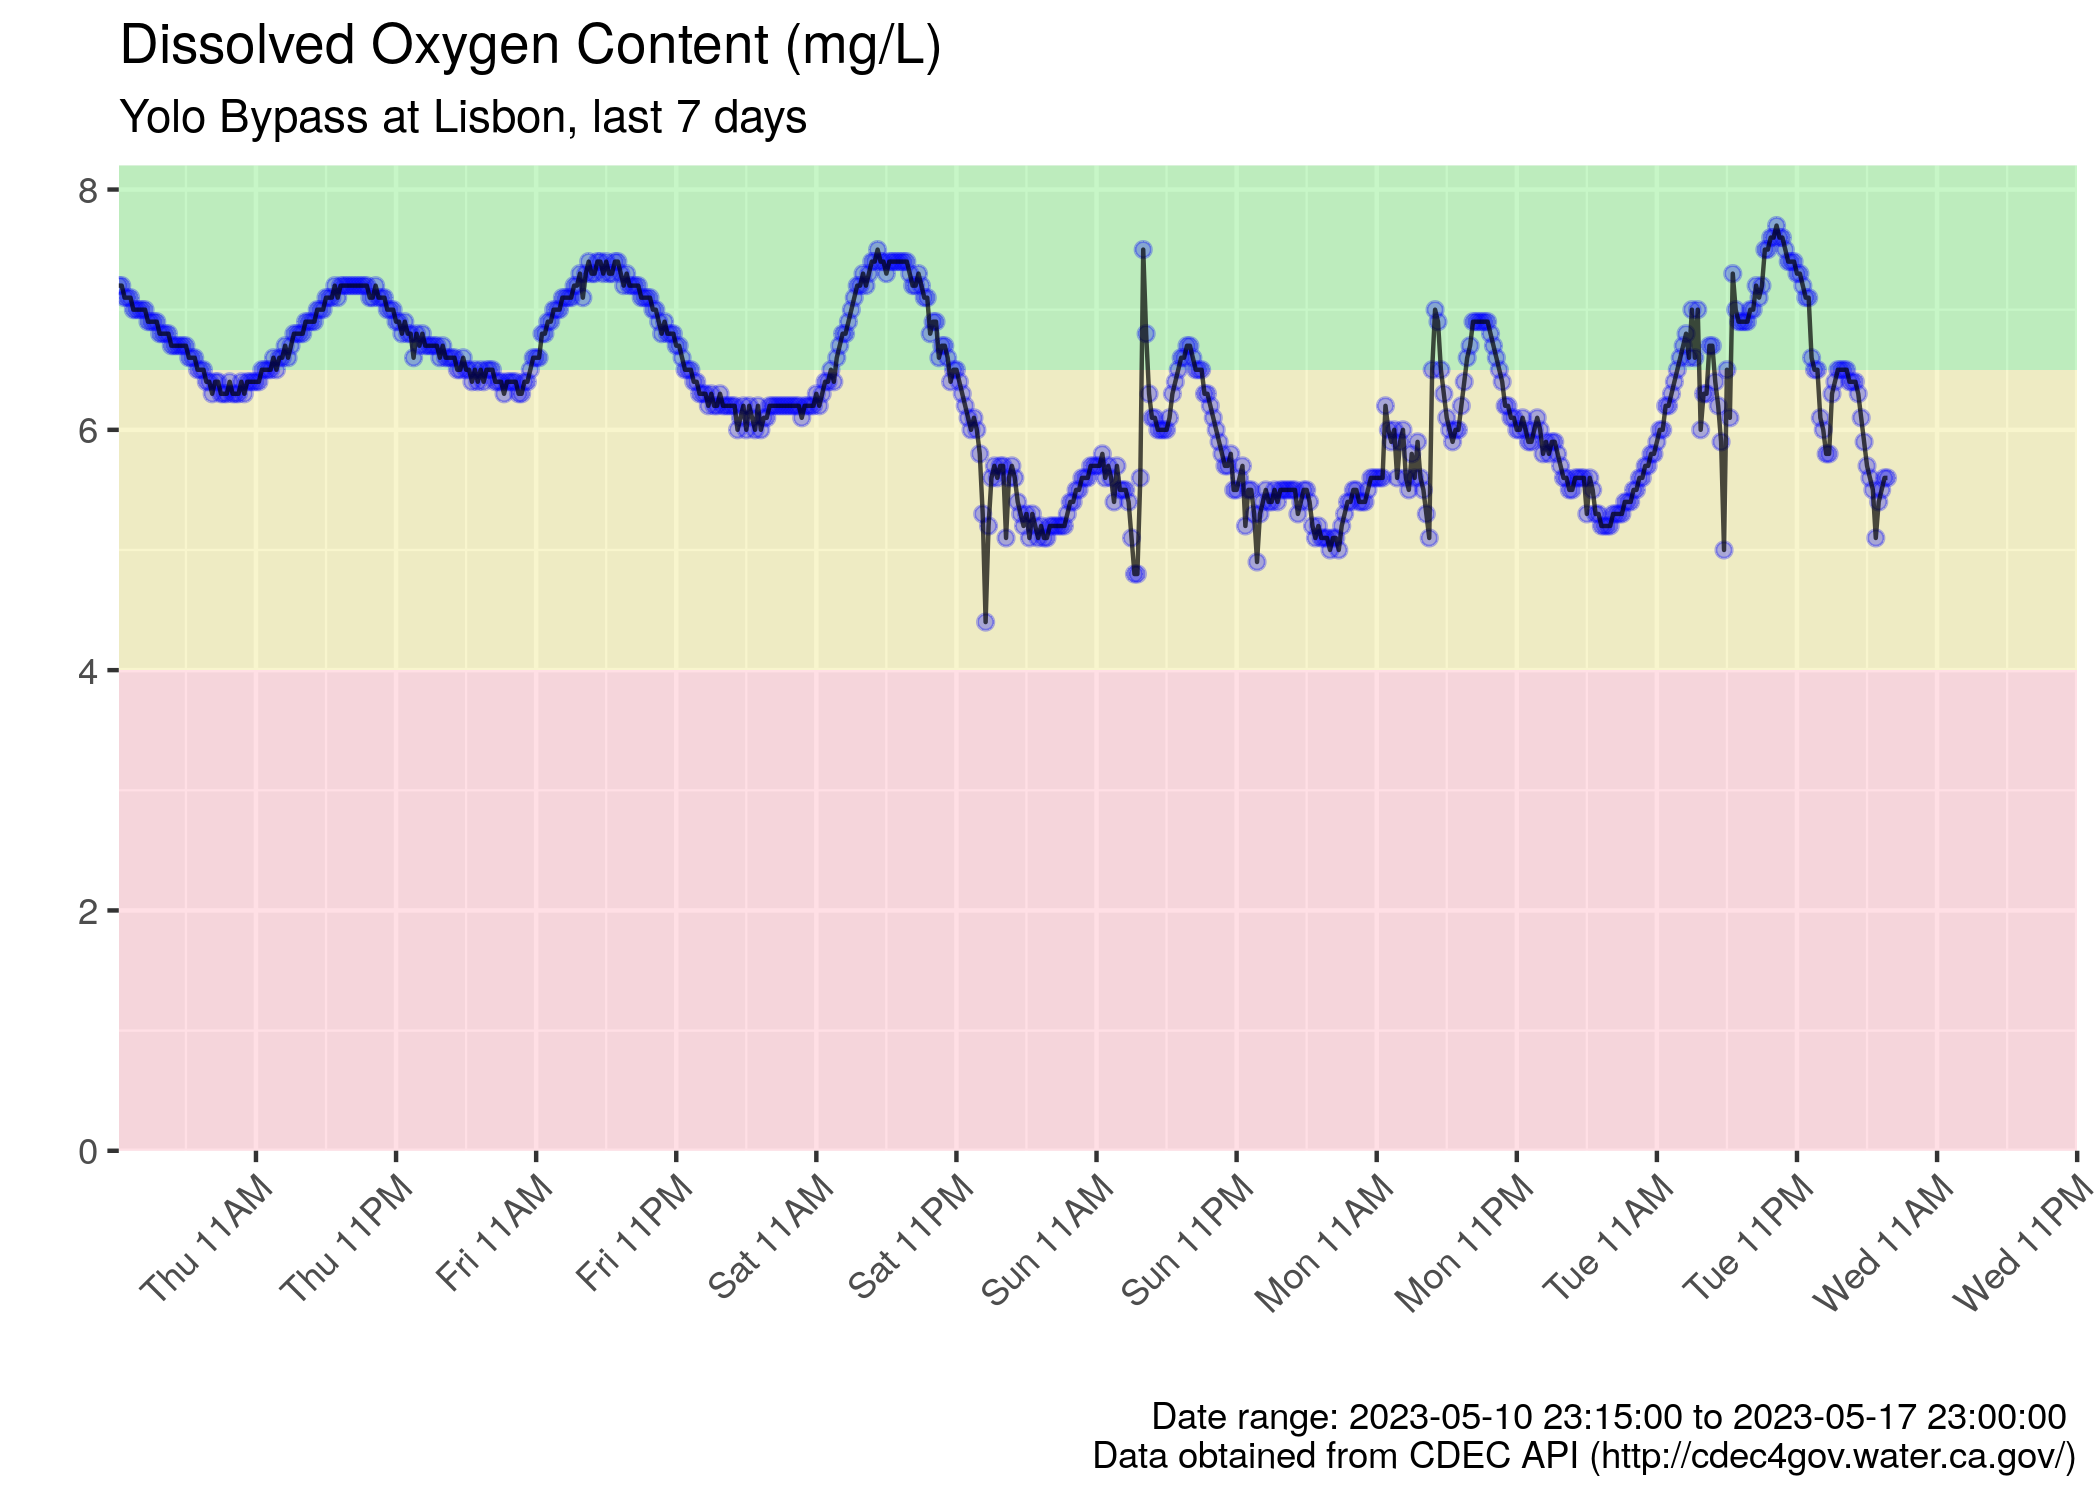 Dissolved Oxygen Content (mg/L)
Yolo Bypass at Lisbon, last 7 days
8
6
4
2
0
Thu 11AM
Thu 11PM
Fri 11AM
Fri 11PM
Sat 11AM
Sat 11PM
Sun 11AM
Sun 11PM
Mon 11AM
Mon 11PM
Tue 11AM
Tue 11PM
Wed 11AM
Wed 11PM
Date range: 2023-05-10 23:15:00 to 2023-05-17 23:00:00
Data obtained from CDEC API (http://cdec4gov.water.ca.gov/)